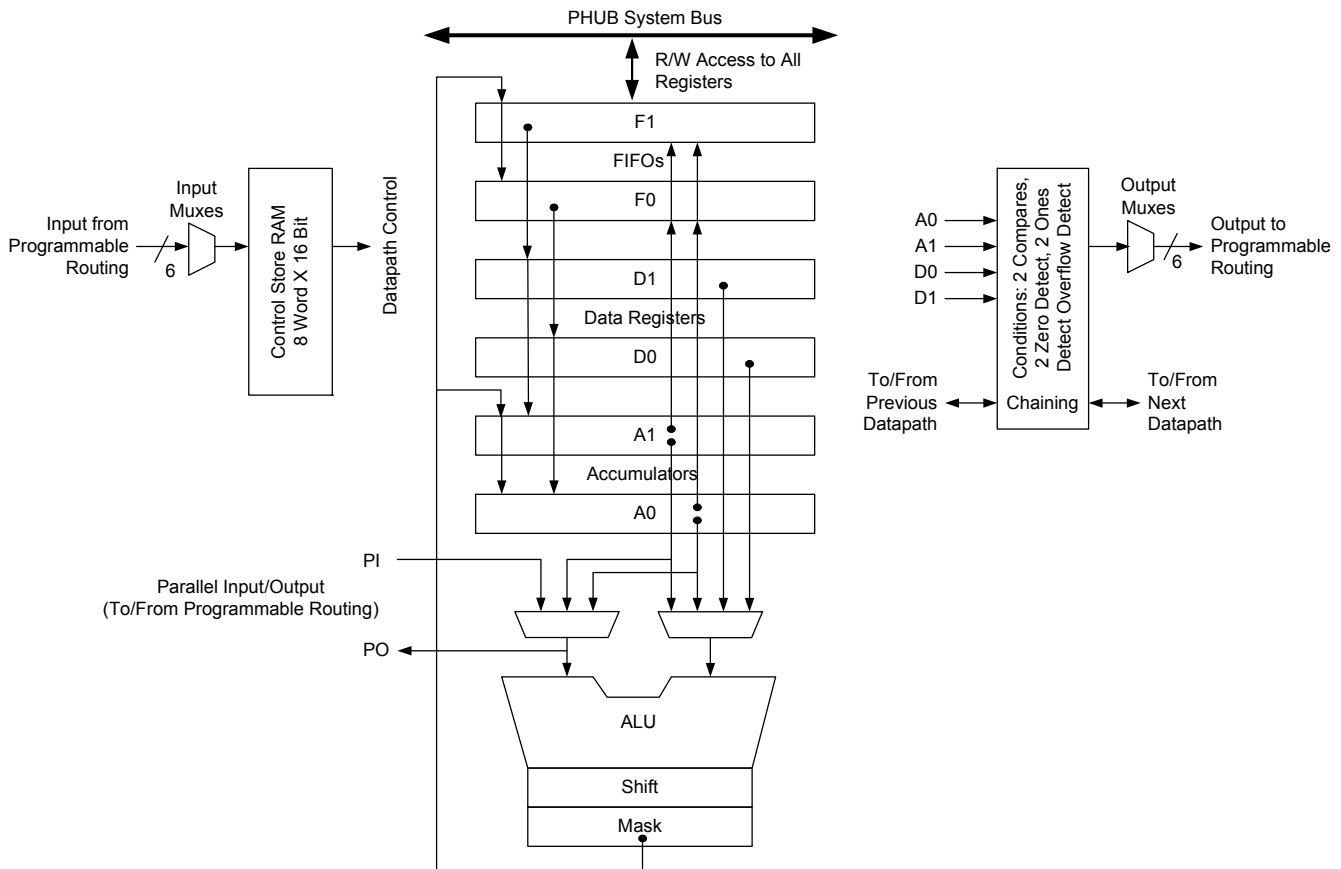 PHUB System Bus
R/W Access to All
Registers
F1
FIFOs
F0
D1
Data Registers
D0
A1
Accumulators
A0
Input from
Programmable
Routing
6
Input
Muxes
Control Store RAM
8 Word X 16 Bit
Datapath Control
A0
A1
D0
D1
Conditions: 2 Compares,
2 Zero Detect, 2 Ones
Detect Overflow Detect
Output
Muxes
6
Output to
Programmable
Routing
To/From
Previous
Datapath
Chaining
To/From
Next
Datapath
PI
Parallel Input/Output
(To/From Programmable Routing)
PO
ALU
Shift
Mask